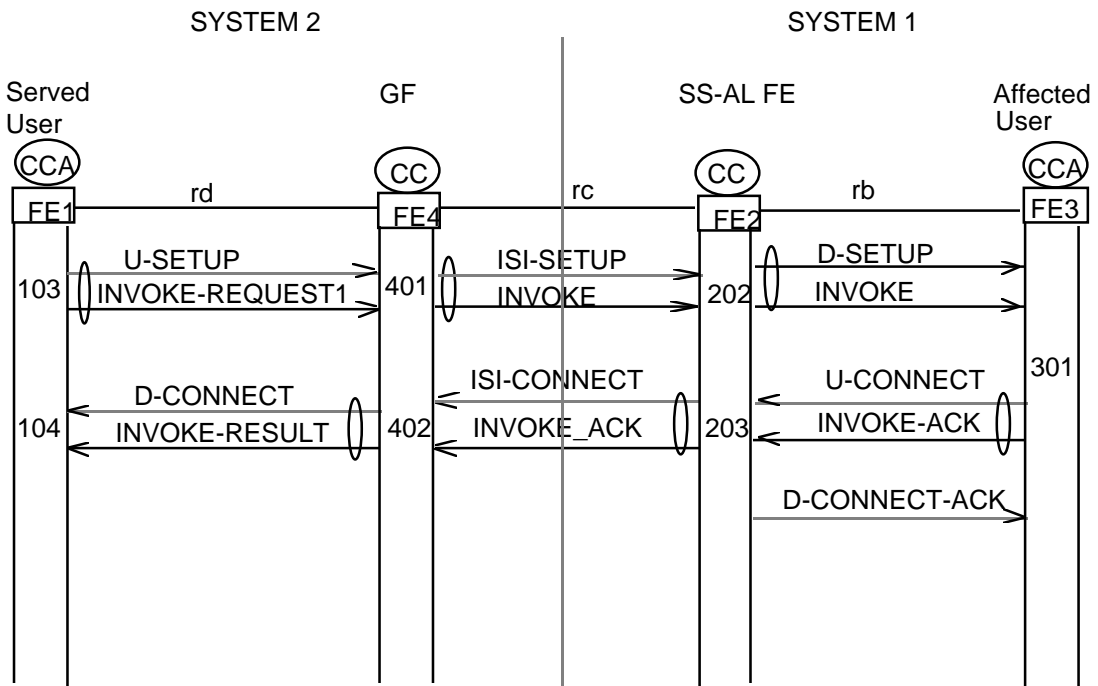 SYSTEM 2
SYSTEM 1
Served
User
GF
SS-AL FE
Affected
User
CCA
CC
CC
CCA
rd
rc
rb
FE1
FE4
FE2
FE3
U-SETUP
ISI-SETUP
D-SETUP
103
INVOKE-REQUEST1
401
INVOKE
202
INVOKE
301
D-CONNECT
ISI-CONNECT
U-CONNECT
104
INVOKE-RESULT
402
INVOKE_ACK
203
INVOKE-ACK
D-CONNECT-ACK